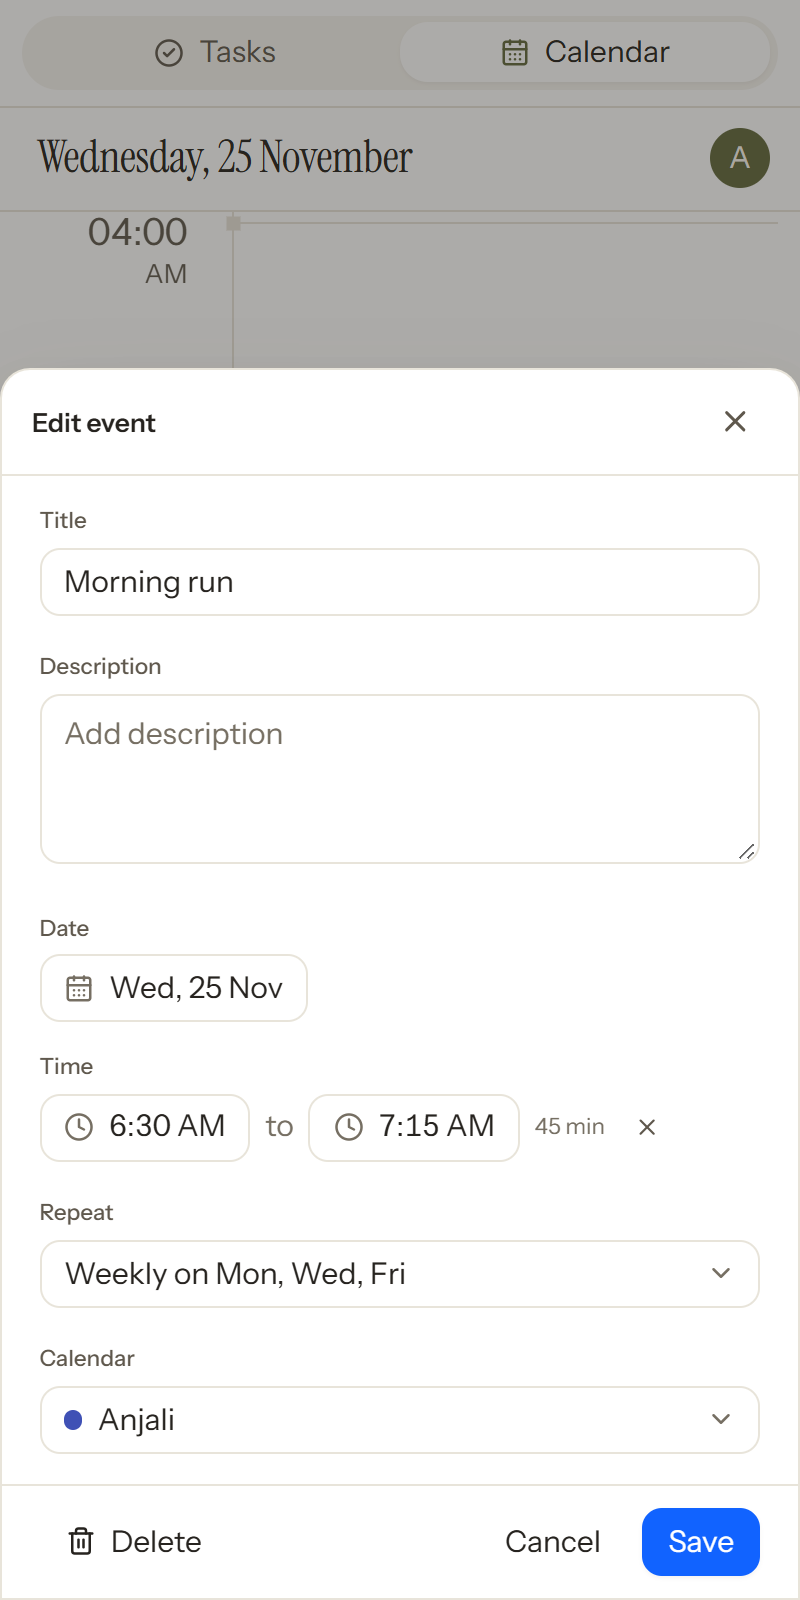 Tasks
Calendar
Wednesday, 25 November
A
04:00
AM
Edit event
Title
Morning run
Description
Add description
Date
Wed, 25 Nov
Time
6:30 AM to 7:15 AM 45 min
Repeat
Weekly on Mon, Wed, Fri
Calendar
Anjali
Delete
Cancel
Save